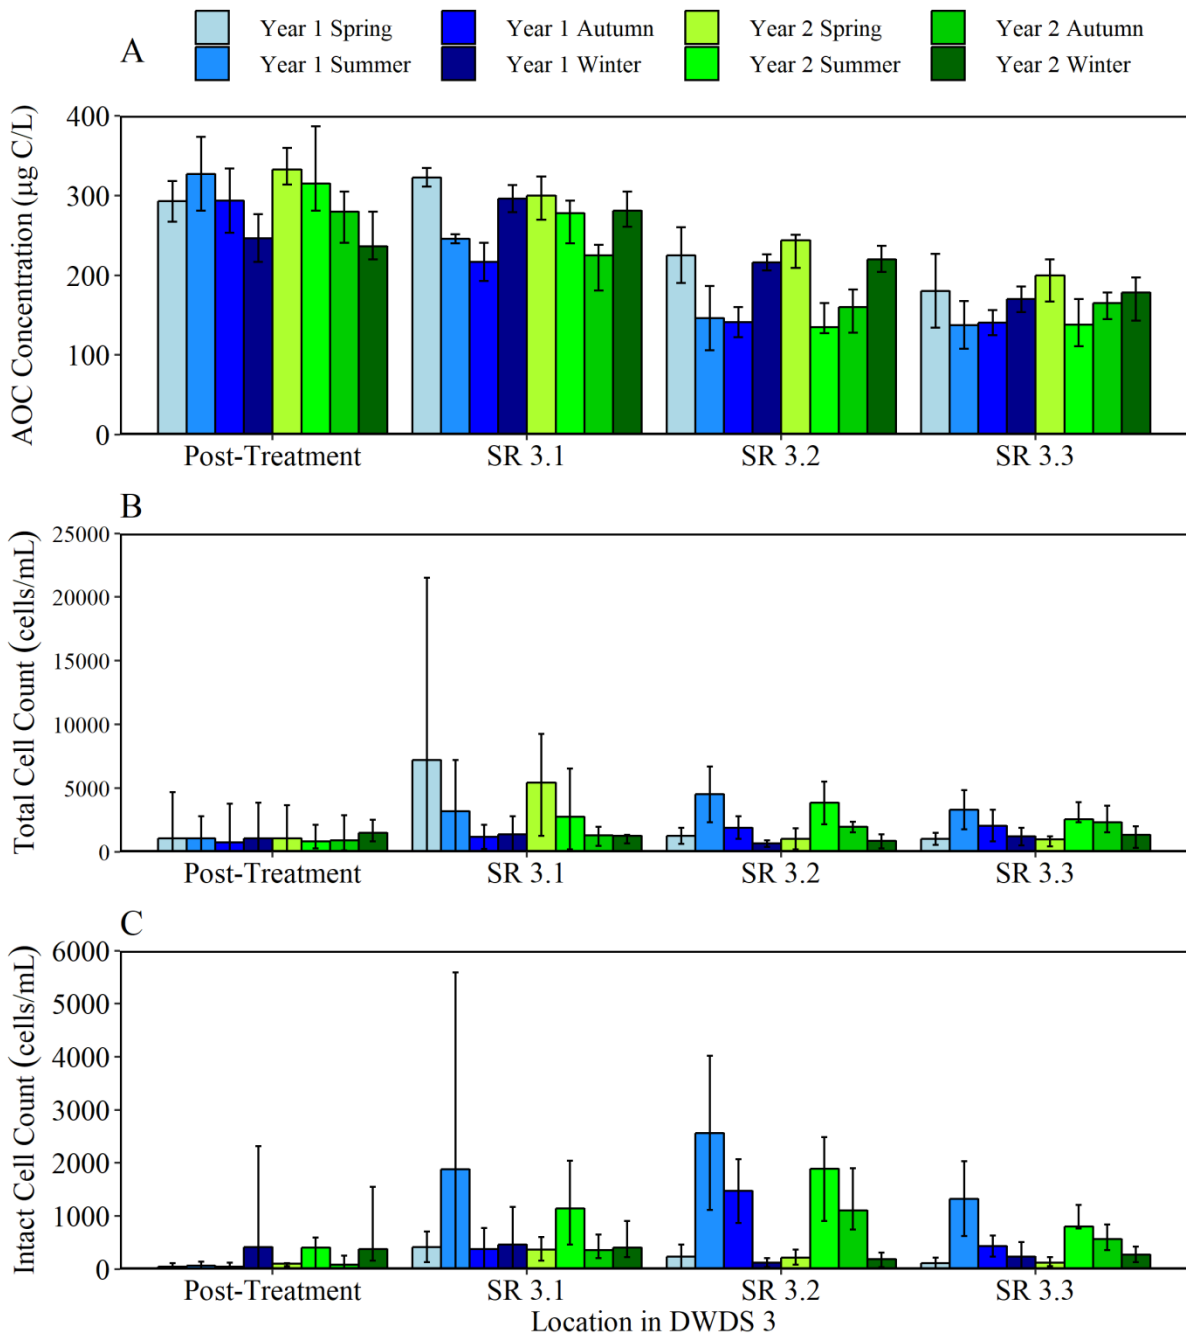 A
Year 1 Spring
Year 1 Autumn
Year 2 Spring
Year 2 Autumn
Year 1 Summer
Year 1 Winter
Year 2 Summer
Year 2 Winter
AOC Concentration (µg C/L)
400
300
200
100
0
Post-Treatment
SR 3.1
SR 3.2
SR 3.3
B
Total Cell Count (cells/mL)
25000
20000
15000
10000
5000
0
Post-Treatment
SR 3.1
SR 3.2
SR 3.3
C
Intact Cell Count (cells/mL)
6000
5000
4000
3000
2000
1000
0
Post-Treatment
SR 3.1
SR 3.2
SR 3.3
Location in DWDS 3